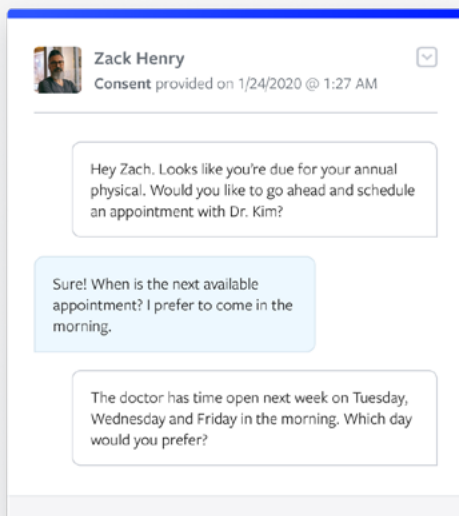 Zack Henry
Consent provided on 1/24/2020 @ 1:27 AM
Hey Zach. Looks like you're due for your annual
physical. Would you like to go ahead and schedule
an appointment with Dr. Kim?
Sure! When is the next available
appointment? I prefer to come in the
morning.
The doctor has time open next week on Tuesday,
Wednesday and Friday in the morning. Which day
would you prefer?